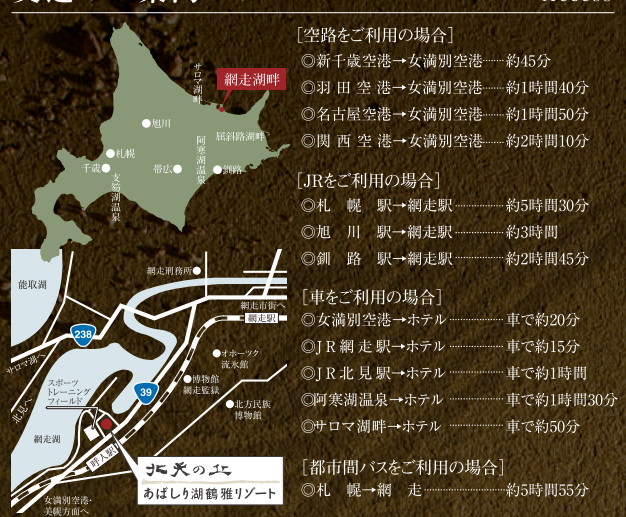 [空路をご利用の場合]
◎新千歳空港→女満別空港……約45分
◎羽田空港→女満別空港……約1時間40分
◎名古屋空港→女満別空港……約1時間50分
◎関西空港→女満別空港……約2時間10分
[JRをご利用の場合]
◎札幌駅→網走駅……約5時間30分
◎旭川駅→網走駅……約3時間
◎釧路駅→網走駅……約2時間45分
[車をご利用の場合]
◎女満別空港→ホテル……車で約20分
◎JR網走駅→ホテル……車で約15分
◎JR北見駅→ホテル……車で約1時間
◎阿寒湖温泉→ホテル……車で約1時間30分
◎サロマ湖畔→ホテル……車で約50分
[都市間バスをご利用の場合]
◎札幌→網走……約5時間55分
サロマ湖畔
網走湖畔
旭川
屈斜路湖畔
阿寒湖温泉
札幌
千歳
支笏湖温泉
帯広
釧路
網走刑務所
能取湖
網走市街へ
網走駅
238
サロマ湖へ
オホーツク
流氷館
スポーツ
トレーニング
フィールド
39
博物館
網走監獄
北見へ
北方民族
博物館
網走湖
呼人駅
北天の丘
あばしり湖鶴雅リゾート
女満別空港・
美幌方面へ